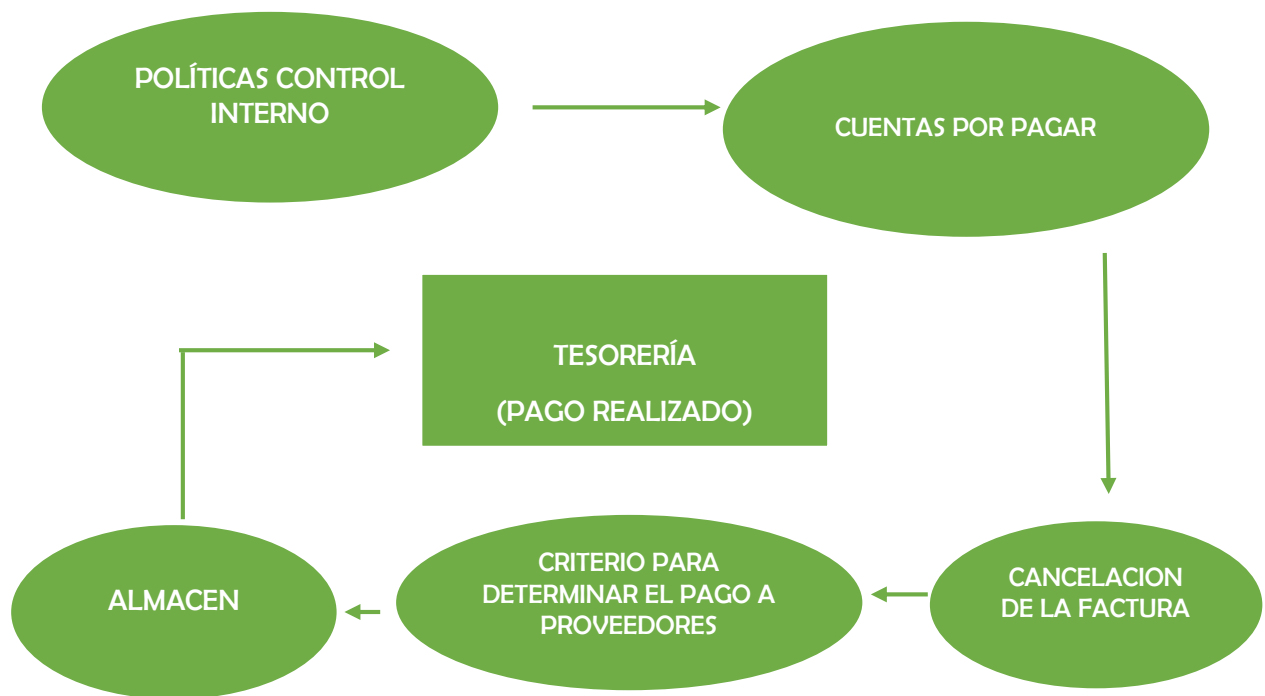 POLÍTICAS CONTROL
INTERNO
CUENTAS POR PAGAR
TESORERÍA
(PAGO REALIZADO)
ALMACEN
CRITERIO PARA
DETERMINAR EL PAGO A
PROVEEDORES
CANCELACION
DE LA FACTURA